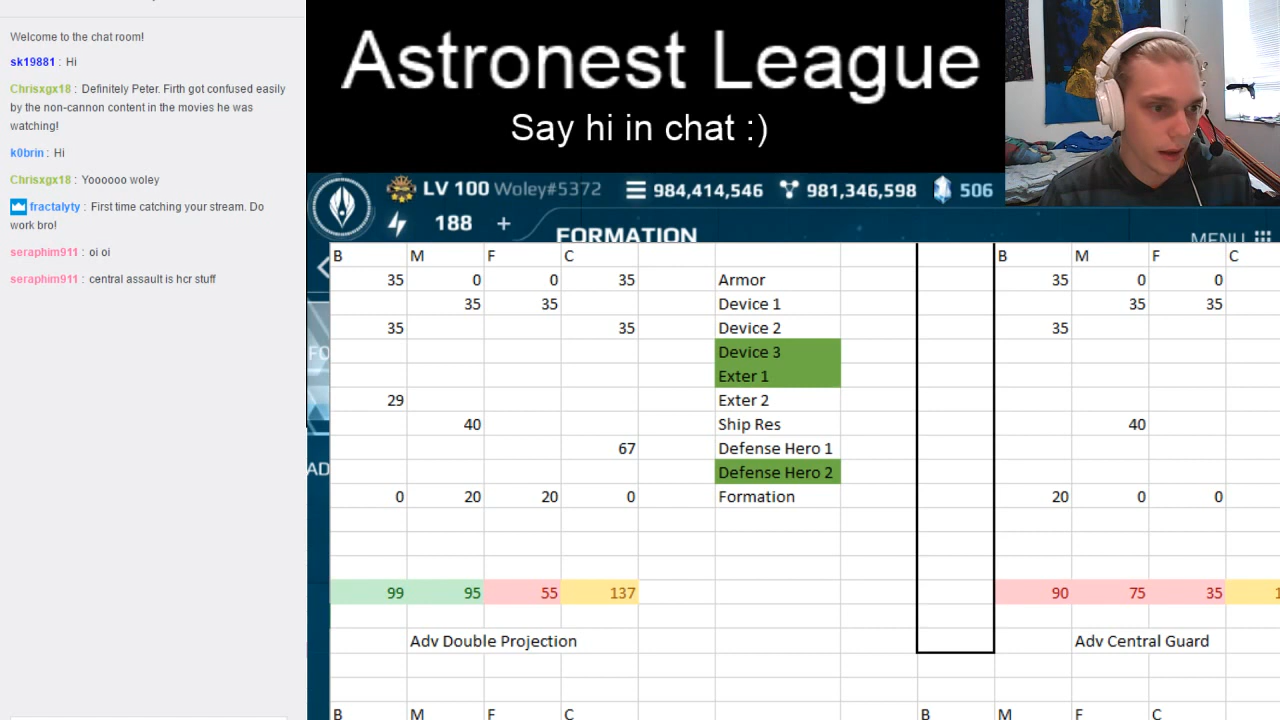 Welcome to the chat room!
sk19881 : Hi
Chrisxgx18 : Definitely Peter. Firth got confused easily
by the non-cannon content in the movies he was
watching!
k0brin : Hi
Chrisxgx18 : Yoooooo woley
fractalyty : First time catching your stream. Do
work bro!
seraphim911 : oi oi
seraphim911 : central assault is hcr stuff
Astronest League
Say hi in chat :)
LV 100 Woley#5372 984,414,546 981,346,598 506
188 +
FORMATION
MENU
B M F C B M F C
35 0 0 35 Armor 35 0 0
35 35 Device 1 35 35
35 35 Device 2 35
Device 3
FO
Exter 1
29 Exter 2
40 Ship Res 40
67 Defense Hero 1
AD
Defense Hero 2
0 20 20 0 Formation 20 0 0
99 95 55 137 90 75 35 1
Adv Double Projection Adv Central Guard
B M F C B M F C